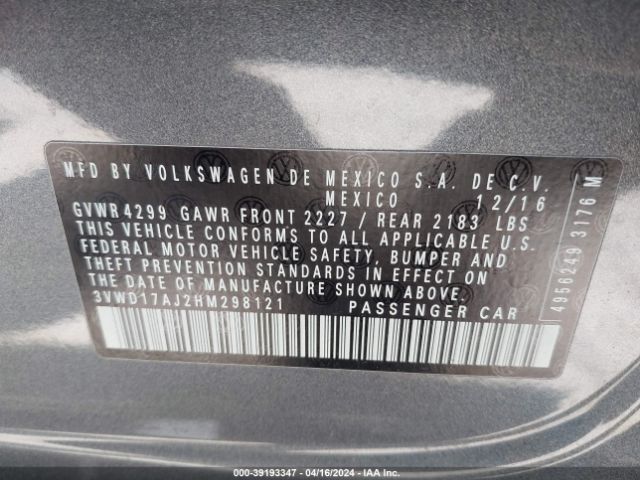 MFD BY VOLKSWAGEN DE MEXICO S.A. DE C.V.
MEXICO 12/16
GVWR 4299 GAWR FRONT 2227 / REAR 2183 LBS
THIS VEHICLE CONFORMS TO ALL APPLICABLE U.S.
FEDERAL MOTOR VEHICLE SAFETY, BUMPER AND
THEFT PREVENTION STANDARDS IN EFFECT ON
THE DATE OF MANUFACTURE SHOWN ABOVE.
3VWD17AJ2HM298121 PASSENGER CAR
4956249 3176 M
000-39193347 - 04/16/2024 - IAA Inc.